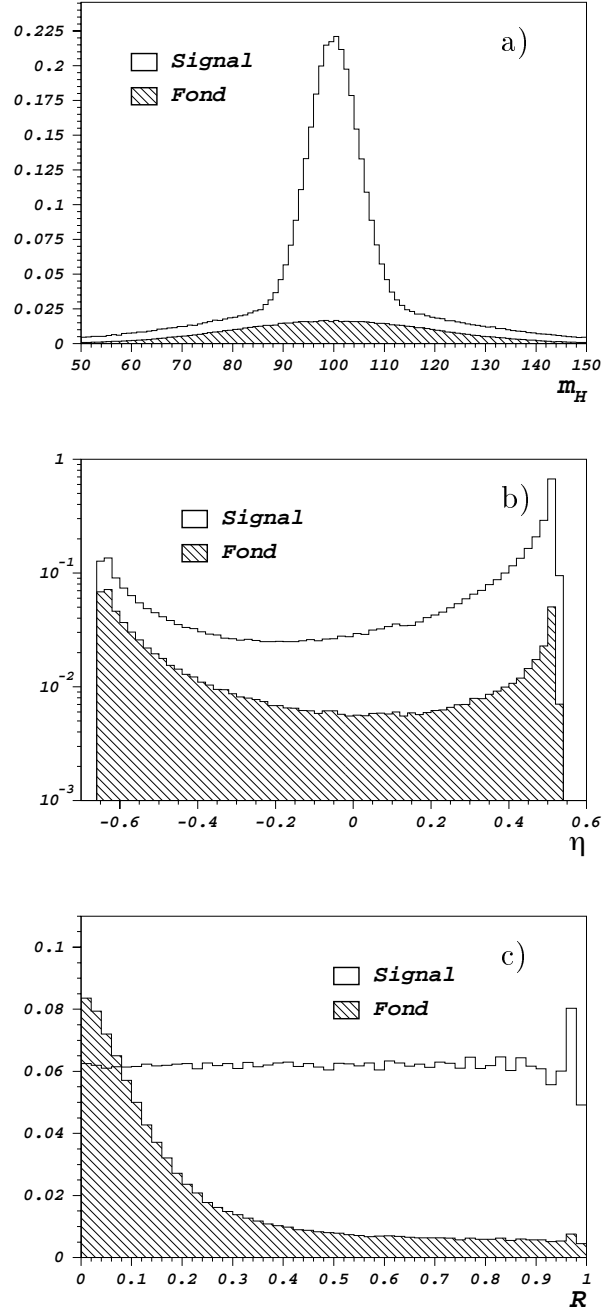 a)
0.225
0.2
0.175
0.15
0.125
0.1
0.075
0.05
0.025
0
Signal
Fond
50 60 70 80 90 100 110 120 130 140 150
m_H
b)
1
10^-1
10^-2
10^-3
Signal
Fond
-0.6 -0.4 -0.2 0 0.2 0.4 0.6
η
c)
0.1
0.08
0.06
0.04
0.02
0
Signal
Fond
0 0.1 0.2 0.3 0.4 0.5 0.6 0.7 0.8 0.9 1
R